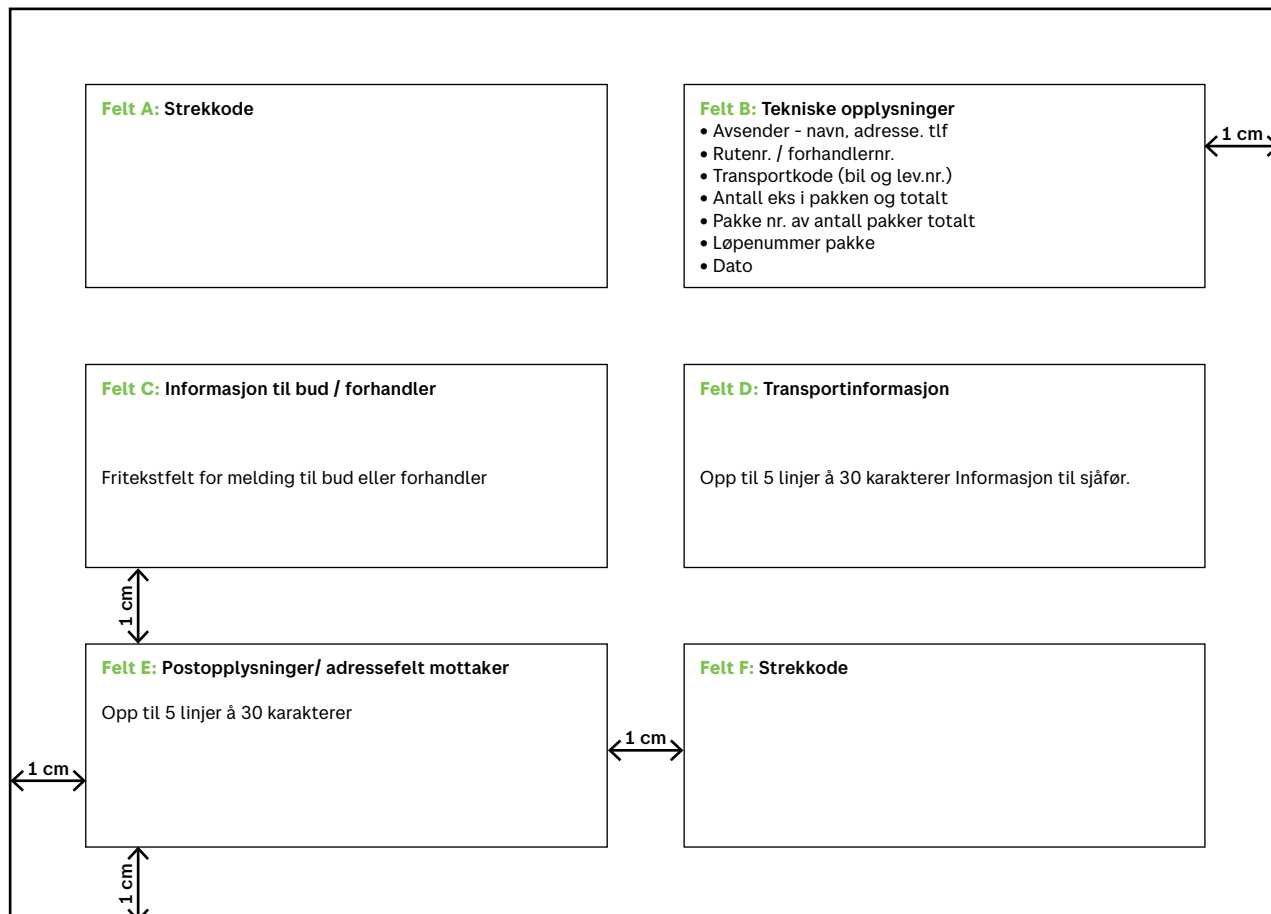 Felt A: Strekkode
Felt B: Tekniske opplysninger
• Avsender - navn, adresse. tlf
• Rutenr. / forhandlernr.
• Transportkode (bil og lev.nr.)
• Antall eks i pakken og totalt
• Pakke nr. av antall pakker totalt
• Løpenummer pakke
• Dato
1 cm
Felt C: Informasjon til bud / forhandler
Fritekstfelt for melding til bud eller forhandler
Felt D: Transportinformasjon
Opp til 5 linjer å 30 karakterer Informasjon til sjåfør.
1 cm
Felt E: Postopplysninger/ adressefelt mottaker
Opp til 5 linjer å 30 karakterer
1 cm
Felt F: Strekkode
1 cm
1 cm